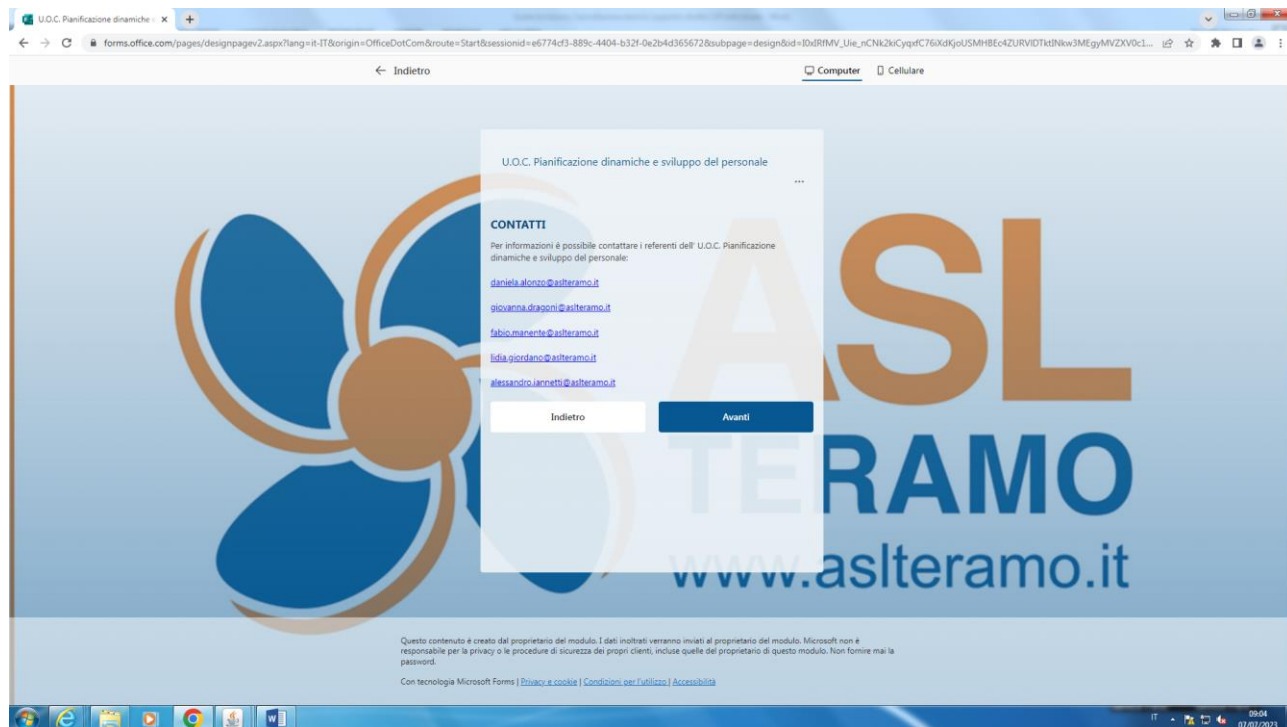 U.O.C. Pianificazione dinamiche e
forms.office.com/pages/designpagev2.aspx?lang=it-IT&origin=OfficeDotCom&route=Start&sessionid=e6774cf3-889c-4404-b32f-0e2b4d365672&subpage=design&id=
Indietro
Computer
Cellulare
U.O.C. Pianificazione dinamiche e sviluppo del personale
...
CONTATTI
Per informazioni é possibile contattare i referenti dell' U.O.C. Pianificazione
dinamiche e sviluppo del personale:
daniela.alonzo@aslteramo.it
giovanna.dragoni@aslteramo.it
fabio.manente@aslteramo.it
lidia.giordano@aslteramo.it
alessandro.iannetti@aslteramo.it
Indietro
Avanti
ASL
TERAMO
www.aslteramo.it
Questo contenuto è creato dal proprietario del modulo. I dati inoltrati verranno inviati al proprietario del modulo. Microsoft non è
responsabile per la privacy o le procedure di sicurezza dei propri clienti, incluse quelle del proprietario di questo modulo. Non fornire mai la
password.
Con tecnologia Microsoft Forms | Privacy e cookie | Condizioni per l'utilizzo | Accessibilità
IT
09:04
07/07/2023